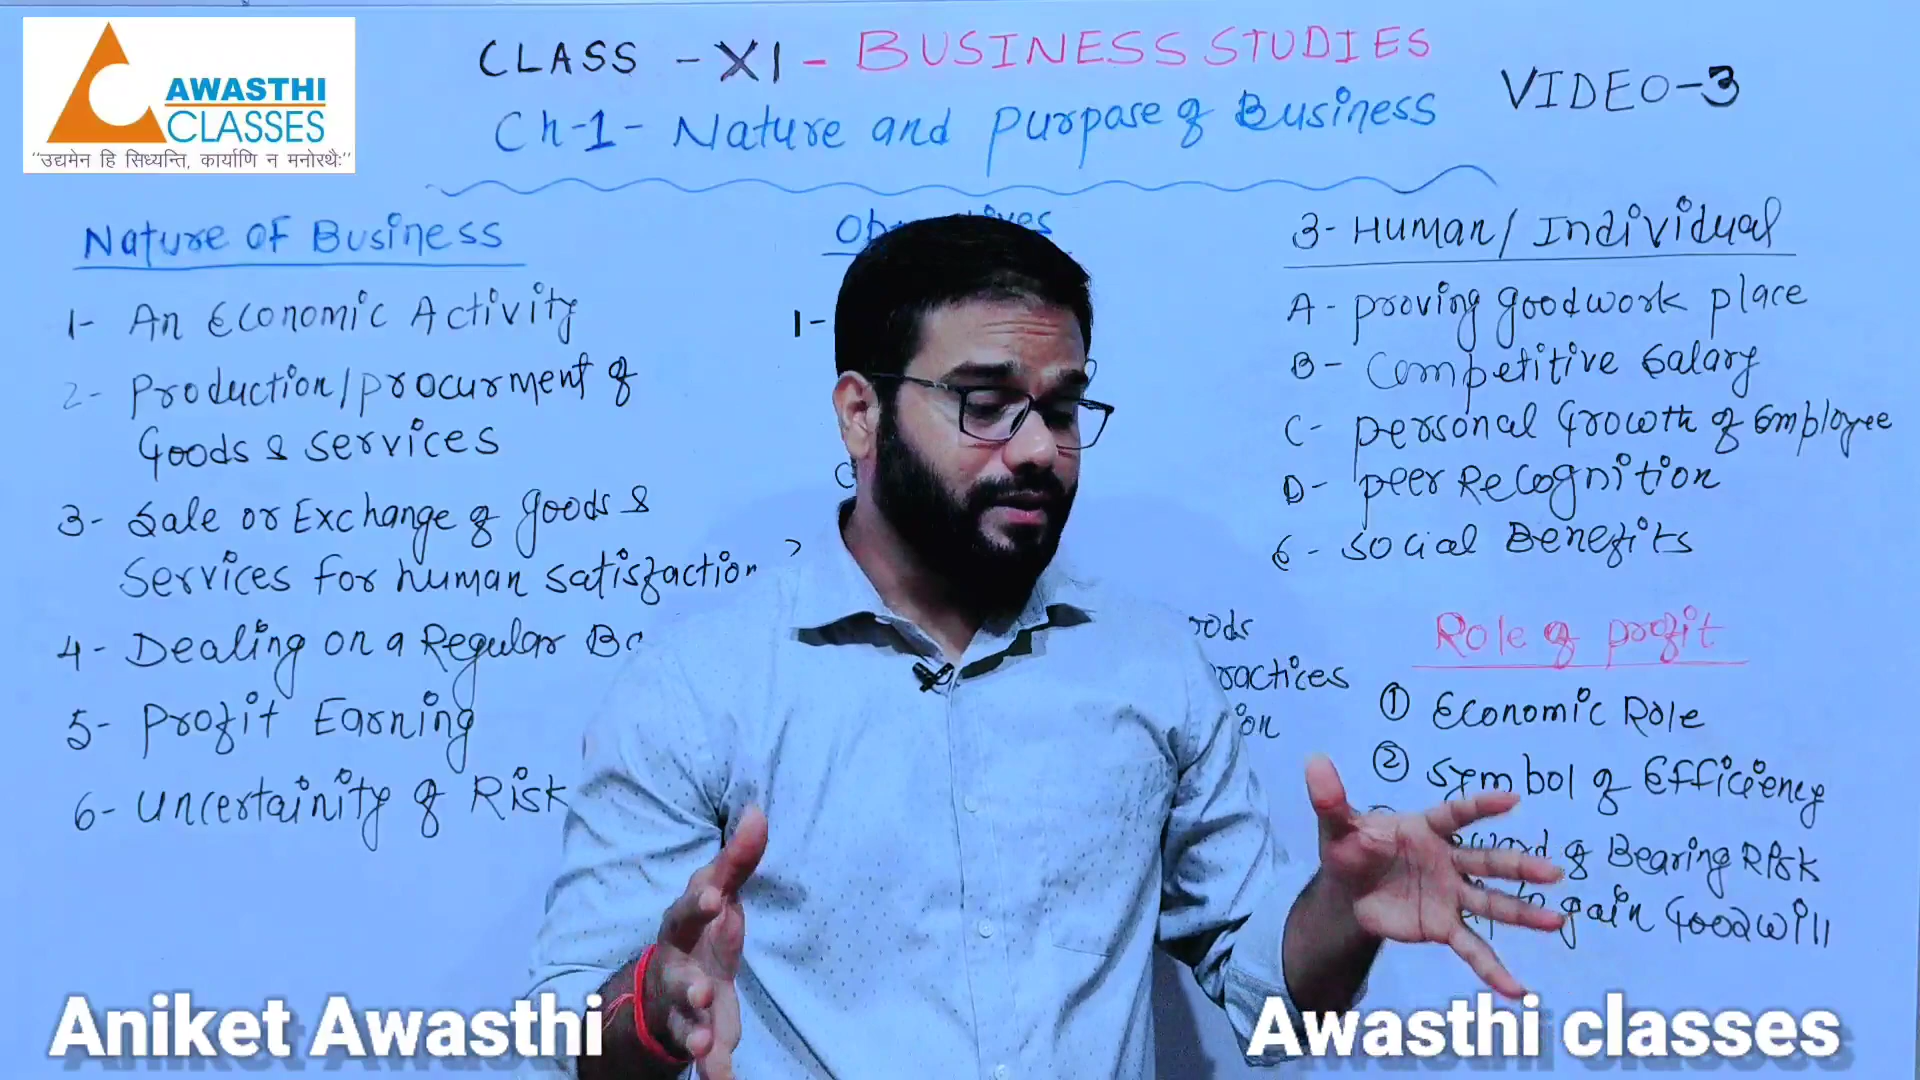 AWASTHI
CLASSES
"उद्यमेन हि सिध्यन्ति, कार्याणि न मनोरथैः"
CLASS - XI - BUSINESS STUDIES
Ch-1- Nature and Purpose of Business
VIDEO-3
Nature OF Business
1- An Economic Activity
2- Production/procurment of
Goods & services
3- Sale or Exchange of goods &
Services for human satisfaction
4- Dealing on a Regular
5- Profit Earning
6- Uncertainity of Risk
1-
3- Human/ Individual
A- proving goodwork place
B- Competitive Salary
C- personal Growth of Employee
D- peer Recognition
E- social Benefits
Role of profit
① Economic Role
② Symbol of Efficiency
of Bearing Risk
gain Goodwill
Aniket Awasthi
Awasthi classes